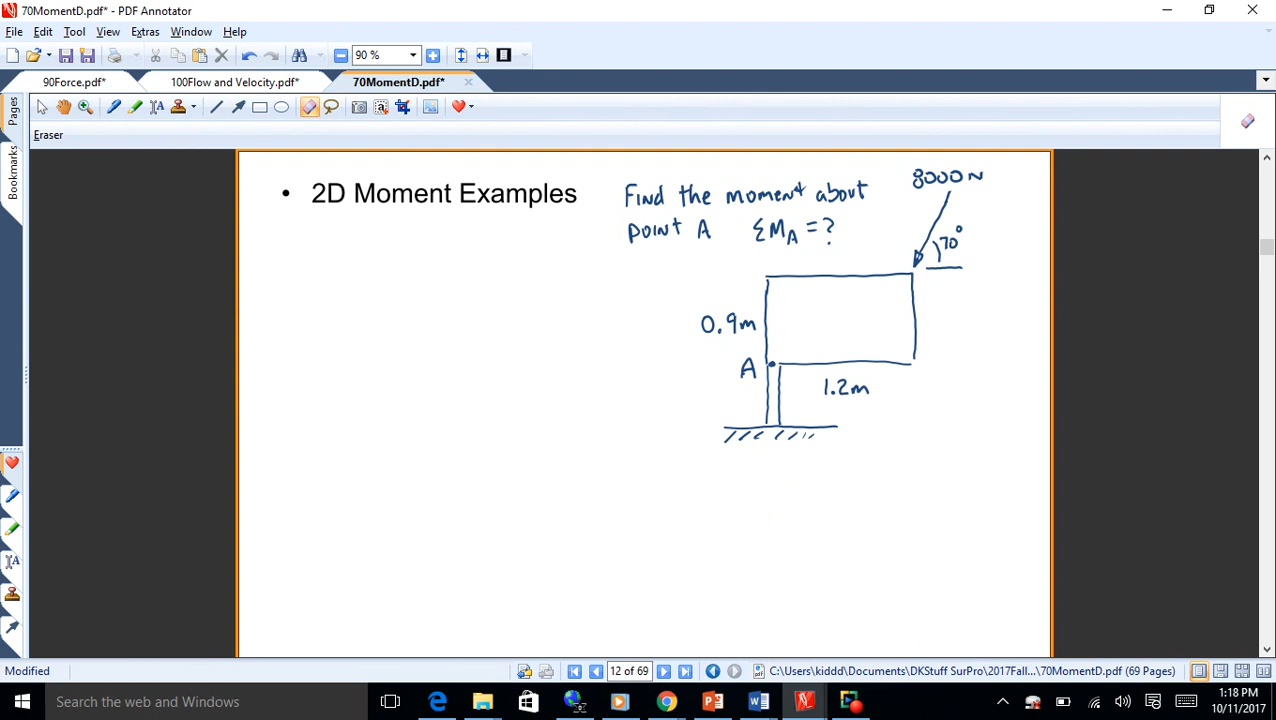 70MomentD.pdf* - PDF Annotator
File Edit Tool View Extras Window Help
90 %
90Force.pdf* 100Flow and Velocity.pdf* 70MomentD.pdf*
Eraser
Pages
Bookmarks
• 2D Moment Examples
Find the moment about
point A ΣM_A = ?
8000 N
70°
0.9m
A
1.2m
Modified
12 of 69
C:\Users\kiddd\Documents\DKStuff SurPro\2017Fall...\70MomentD.pdf (69 Pages)
Search the web and Windows
1:18 PM
10/11/2017